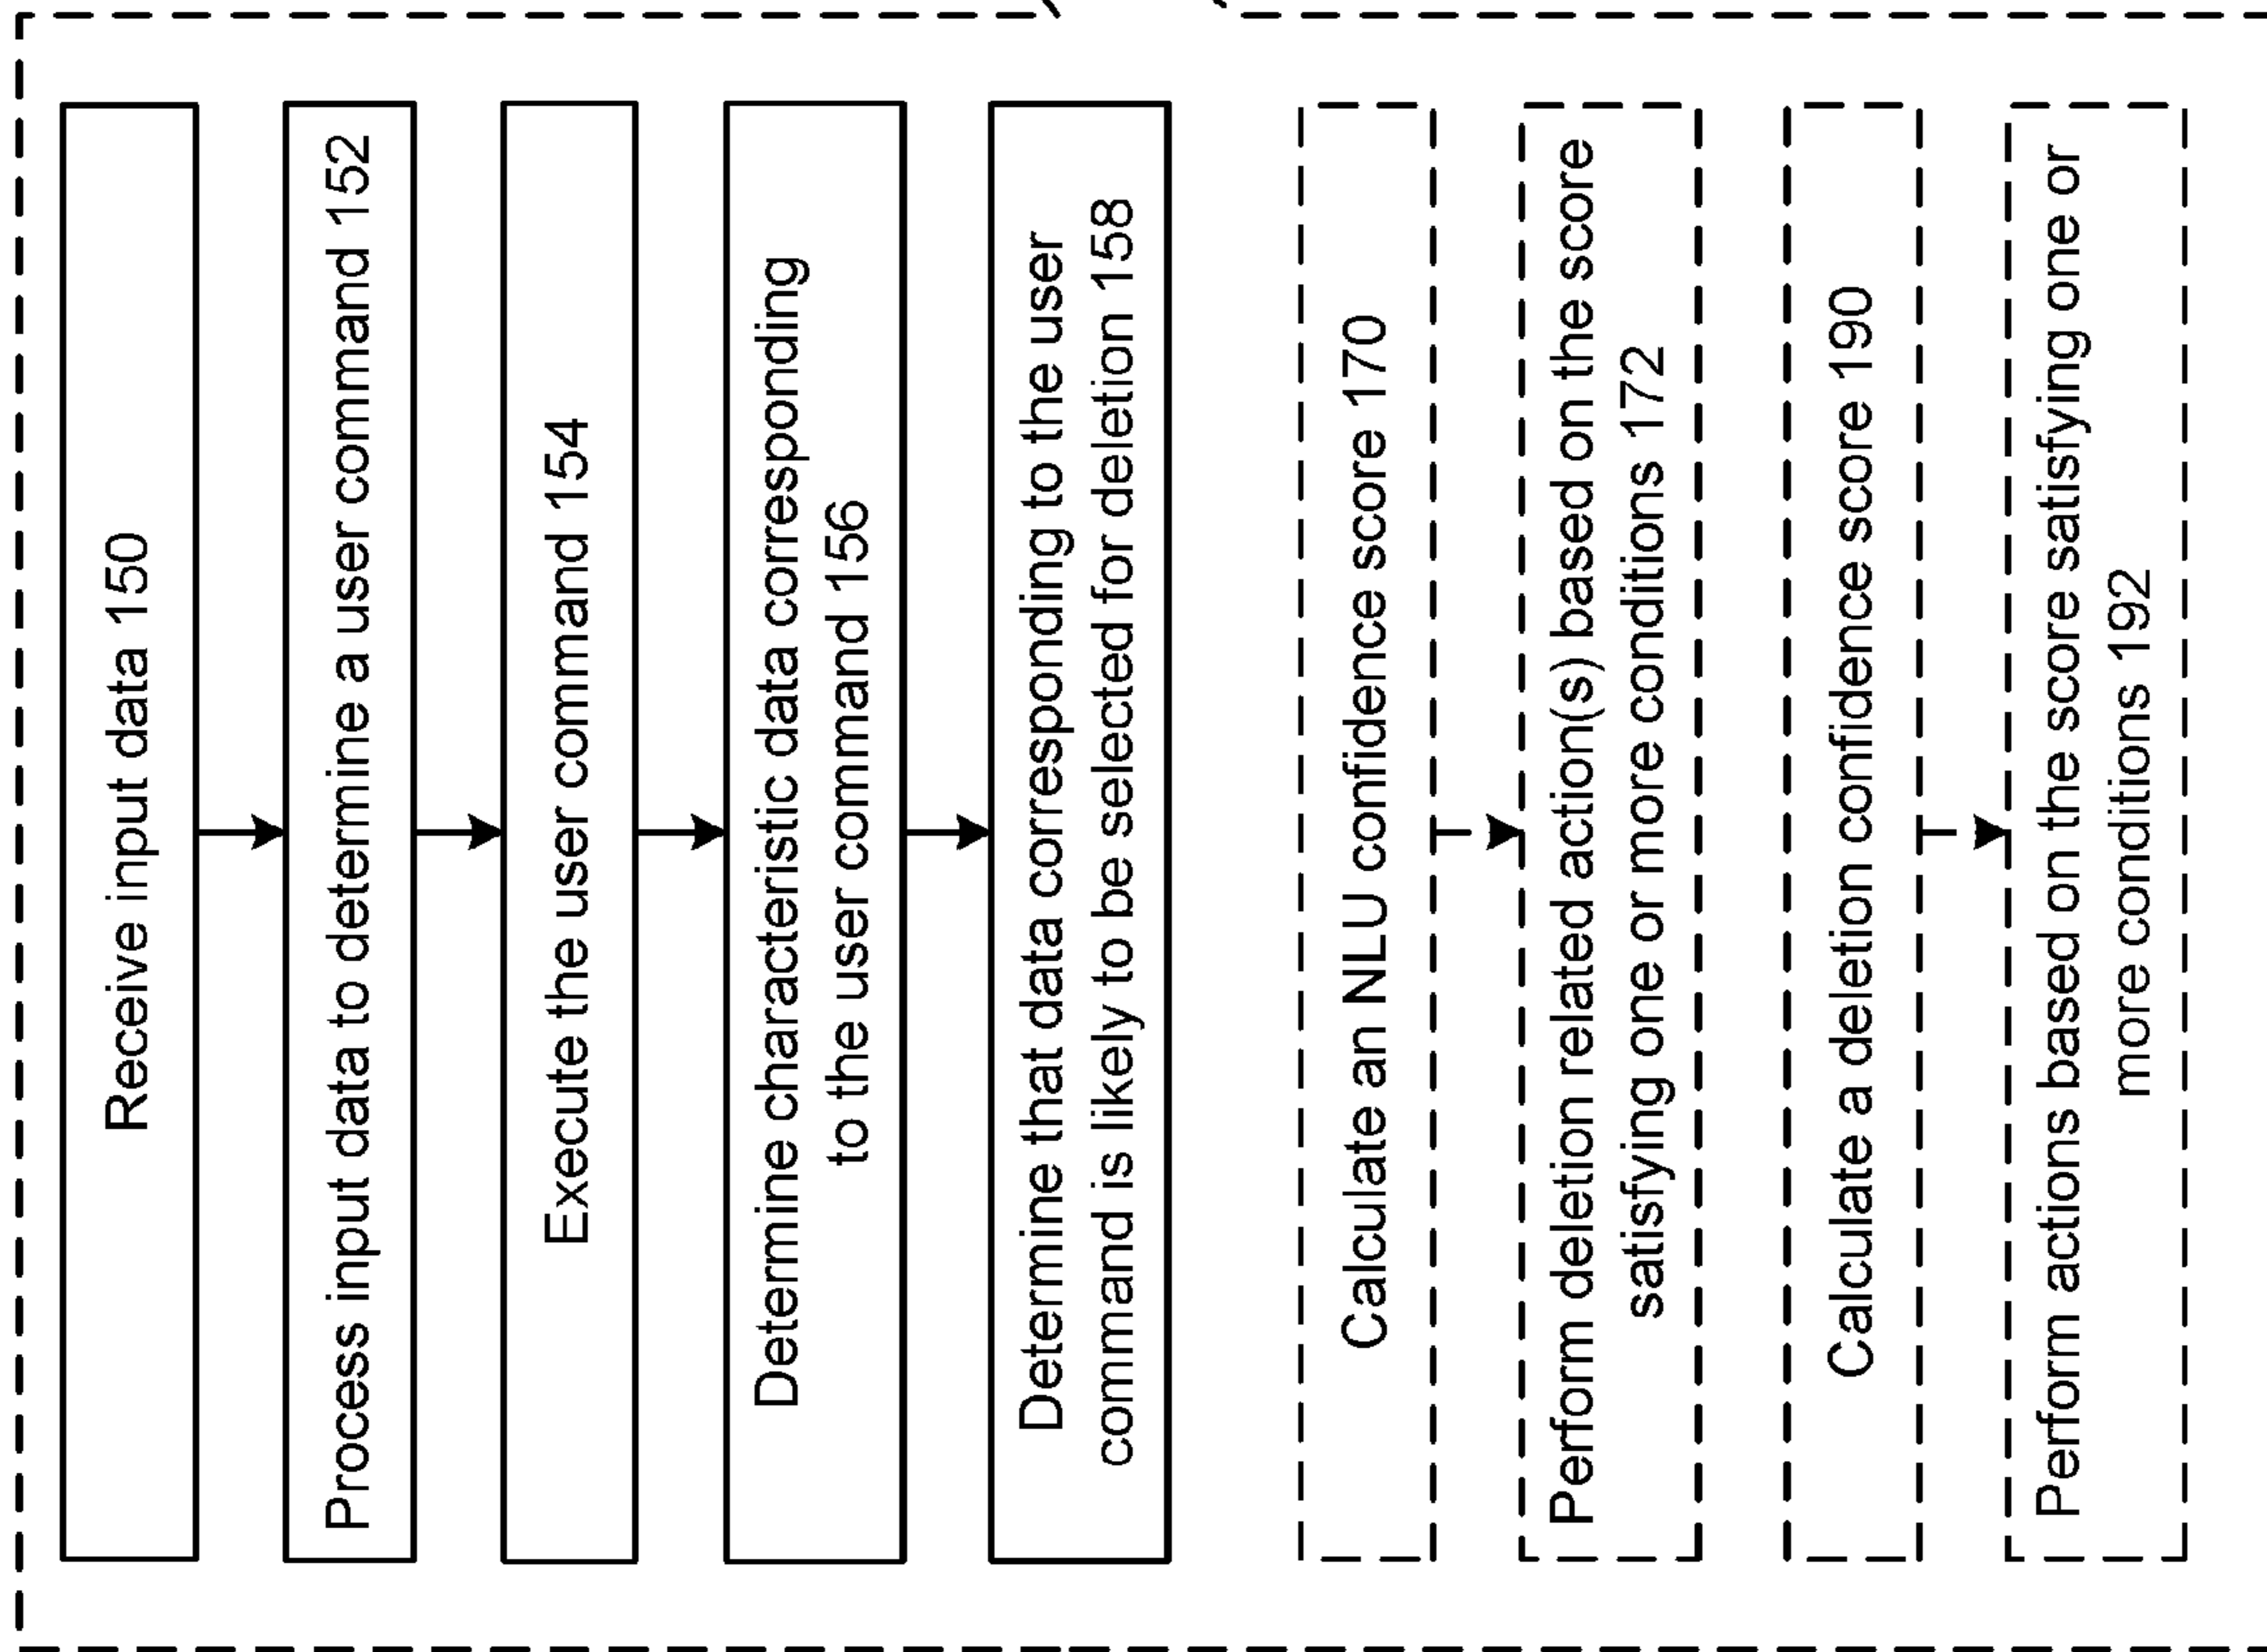 Receive input data 150
Process input data to determine a user command 152
Execute the user command 154
Determine characteristic data corresponding
to the user command 156
Determine that data corresponding to the user
command is likely to be selected for deletion 158
Calculate an NLU confidence score 170
Perform deletion related action(s) based on the score
satisfying one or more conditions 172
Calculate a deletion confidence score 190
Perform actions based on the score satisfying one or
more conditions 192